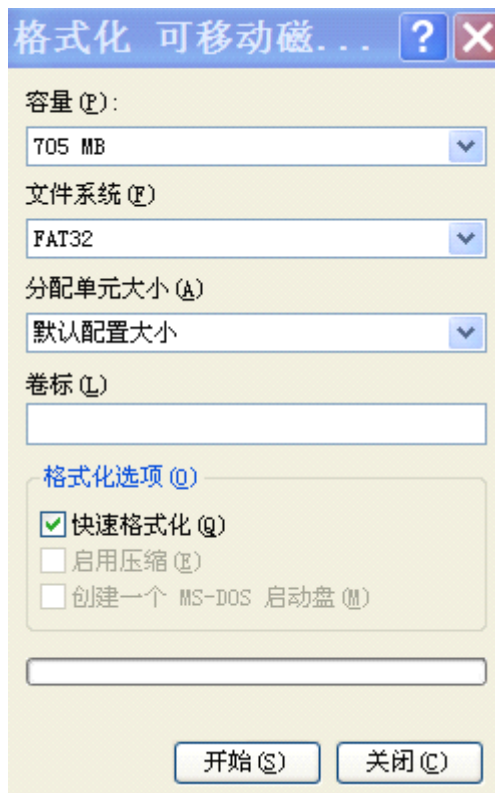 格式化 可移动磁...
容量(P):
705 MB
文件系统(F)
FAT32
分配单元大小(A)
默认配置大小
卷标(L)
格式化选项(O)
快速格式化(Q)
启用压缩(E)
创建一个 MS-DOS 启动盘(M)
开始(S)
关闭(C)